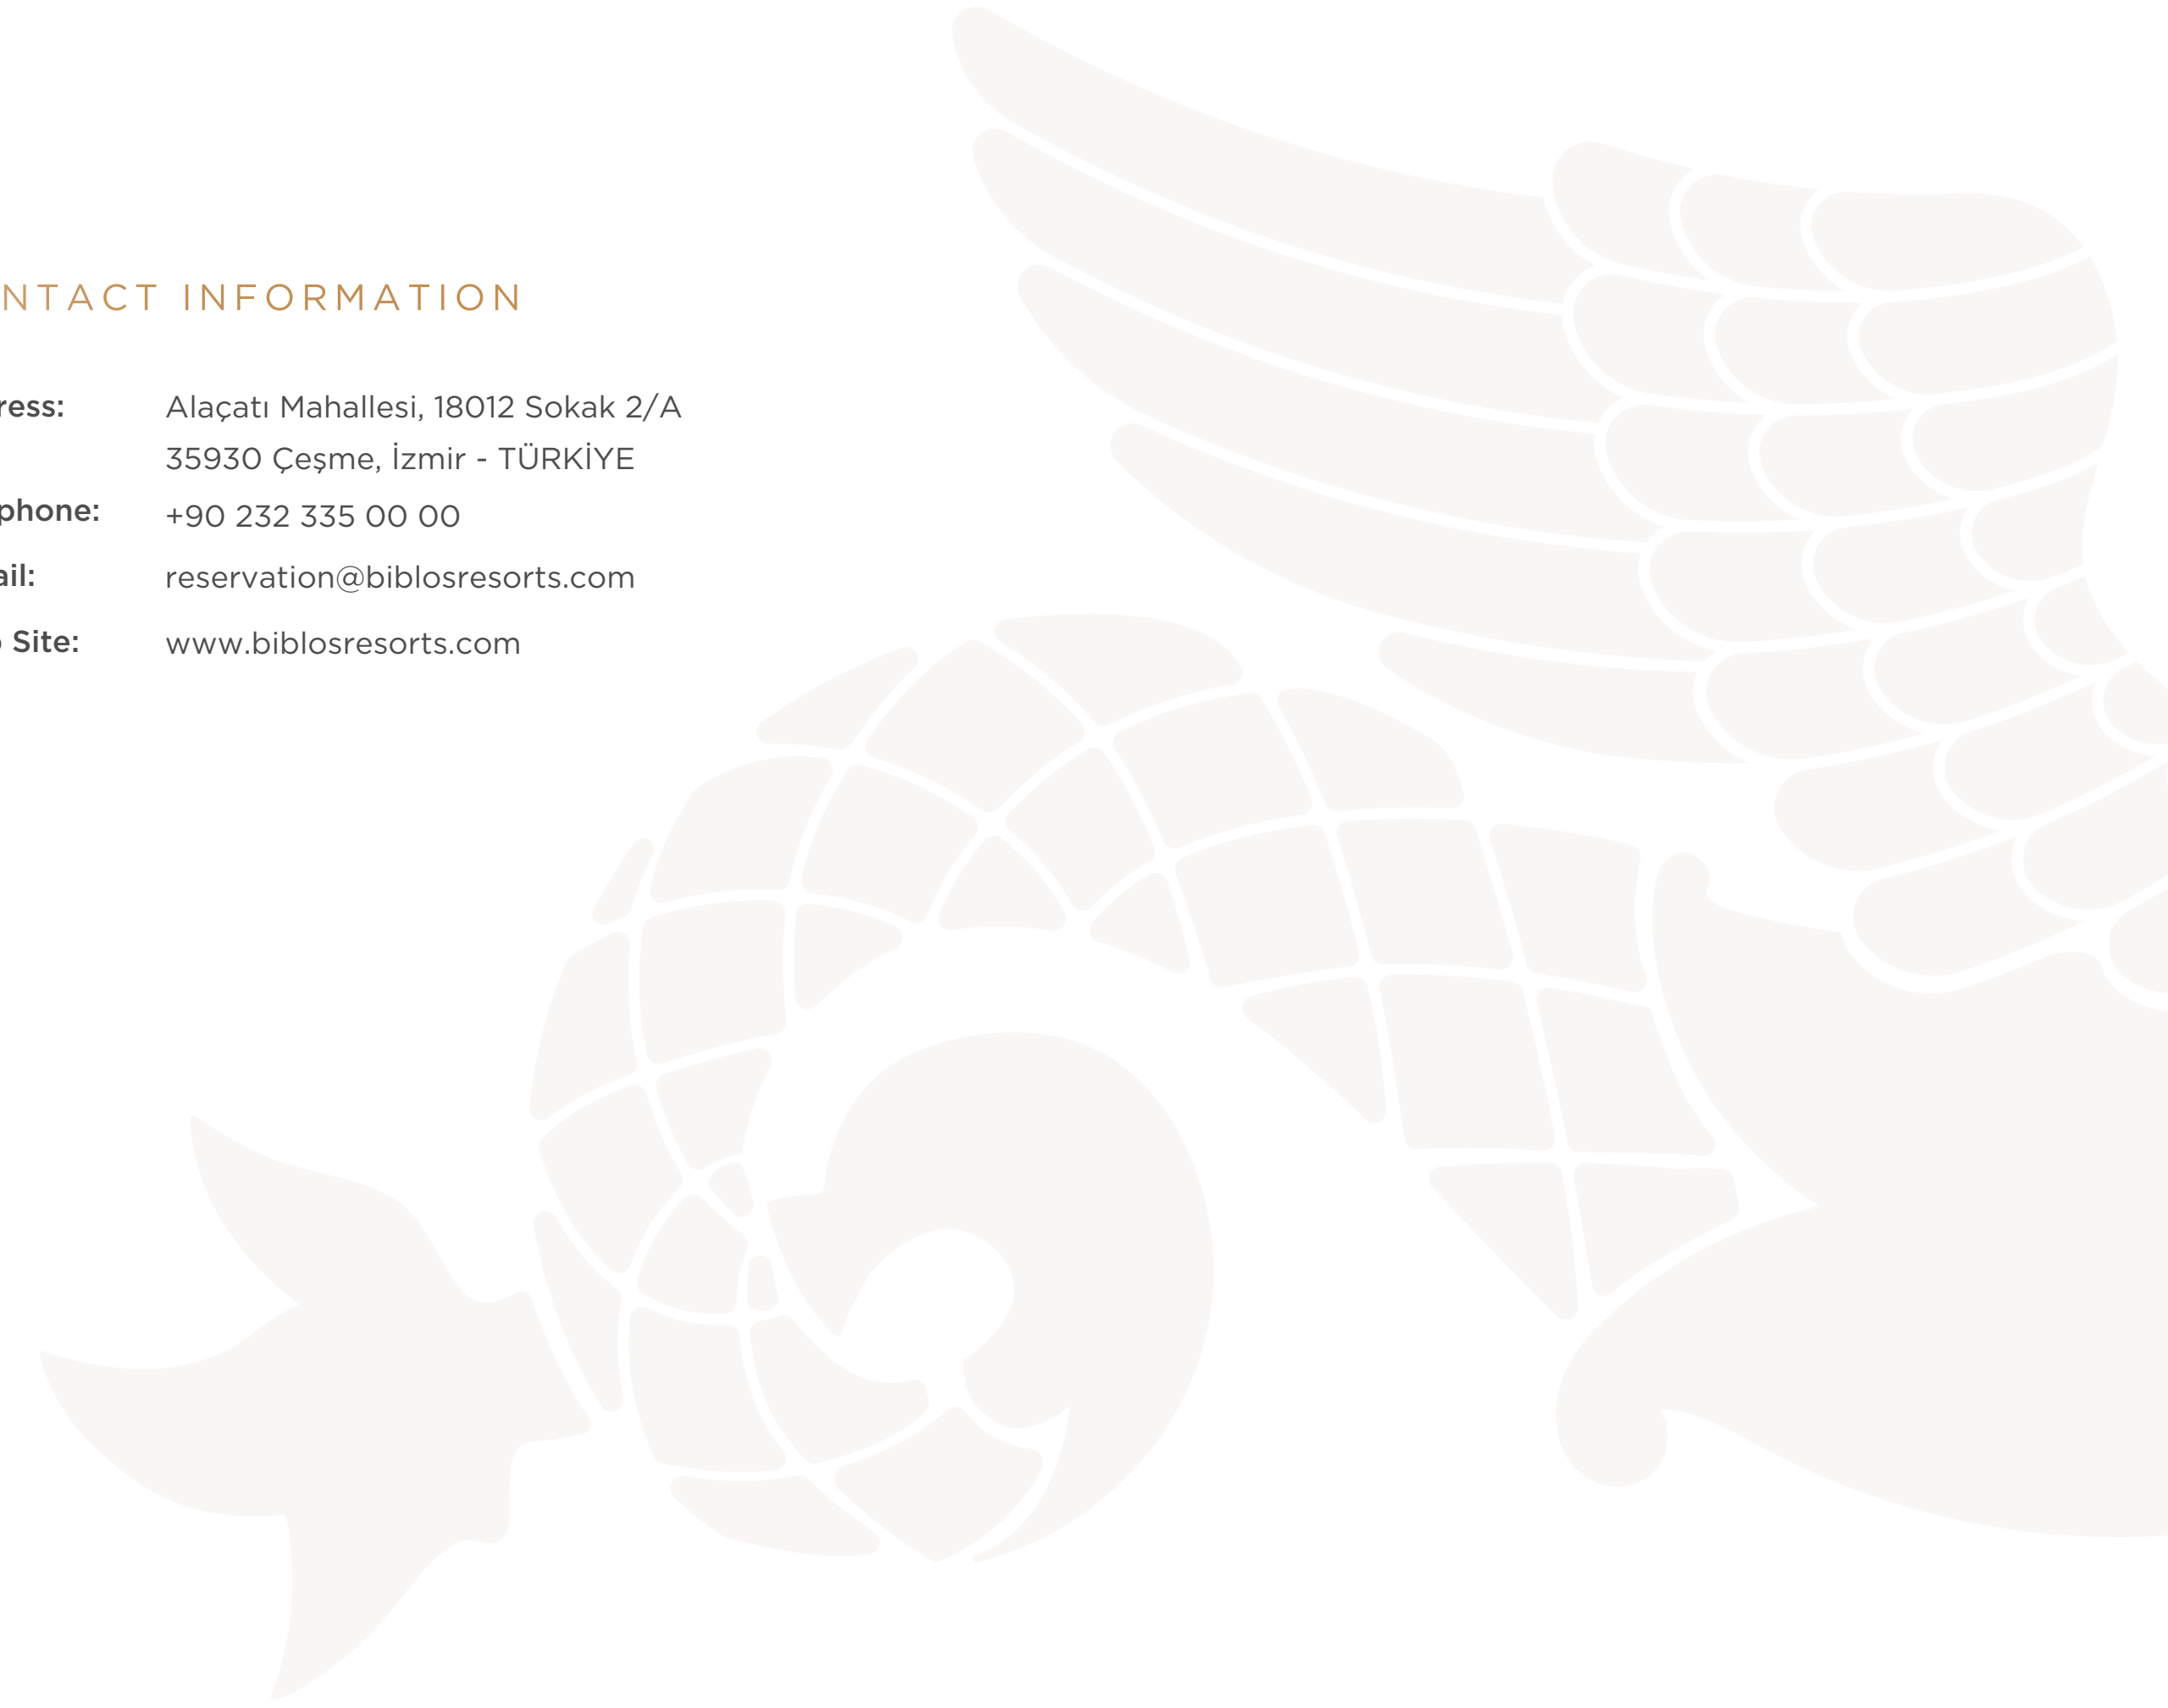 NTACT INFORMATION
ress: Alaçatı Mahallesi, 18012 Sokak 2/A
35930 Çeşme, İzmir - TÜRKİYE
phone: +90 232 335 00 00
ail: reservation@biblosresorts.com
Site: www.biblosresorts.com